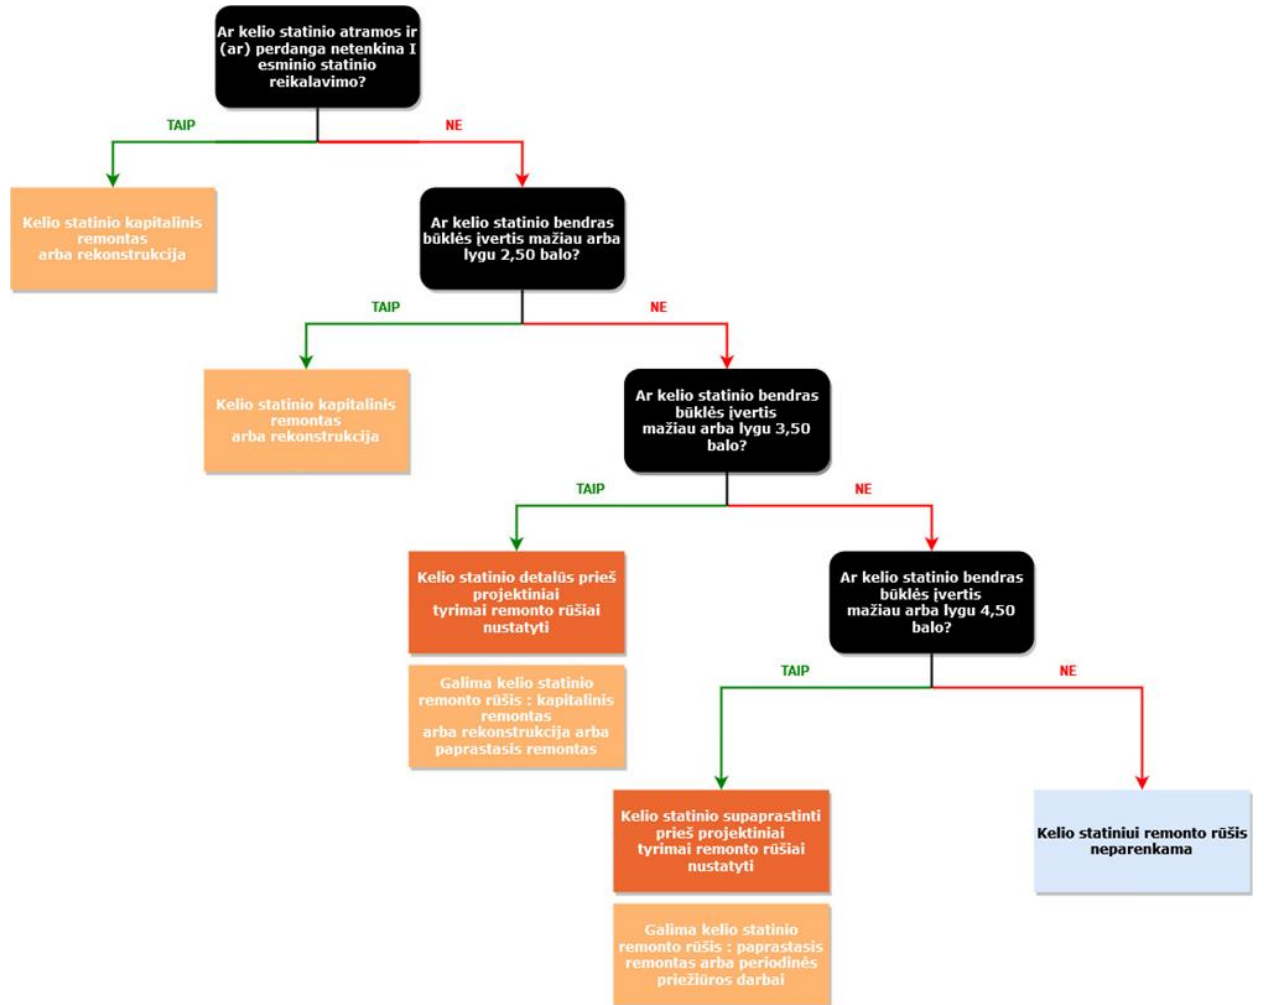 Ar kelio statinio atramos ir
(ar) perdanga netenkina I
esminio statinio
reikalavimo?
TAIP
NE
Kelio statinio kapitalinis
remontas
arba rekonstrukcija
Ar kelio statinio bendras
būklės įvertis mažiau arba
lygu 2,50 balo?
TAIP
NE
Kelio statinio kapitalinis
remontas
arba rekonstrukcija
Ar kelio statinio bendras
būklės įvertis
mažiau arba lygu 3,50
balo?
TAIP
NE
Kelio statinio detalūs prieš
projektiniai
tyrimai remonto rūšiai
nustatyti
Galima kelio statinio
remonto rūšis : kapitalinis
remontas
arba rekonstrukcija arba
paprastasis remontas
Ar kelio statinio bendras
būklės įvertis
mažiau arba lygu 4,50
balo?
TAIP
NE
Kelio statinio supaprastinti
prieš projektiniai
tyrimai remonto rūšiai
nustatyti
Galima kelio statinio
remonto rūšis : paprastasis
remontas arba periodinės
priežiūros darbai
Kelio statiniui remonto rūšis
neparenkama